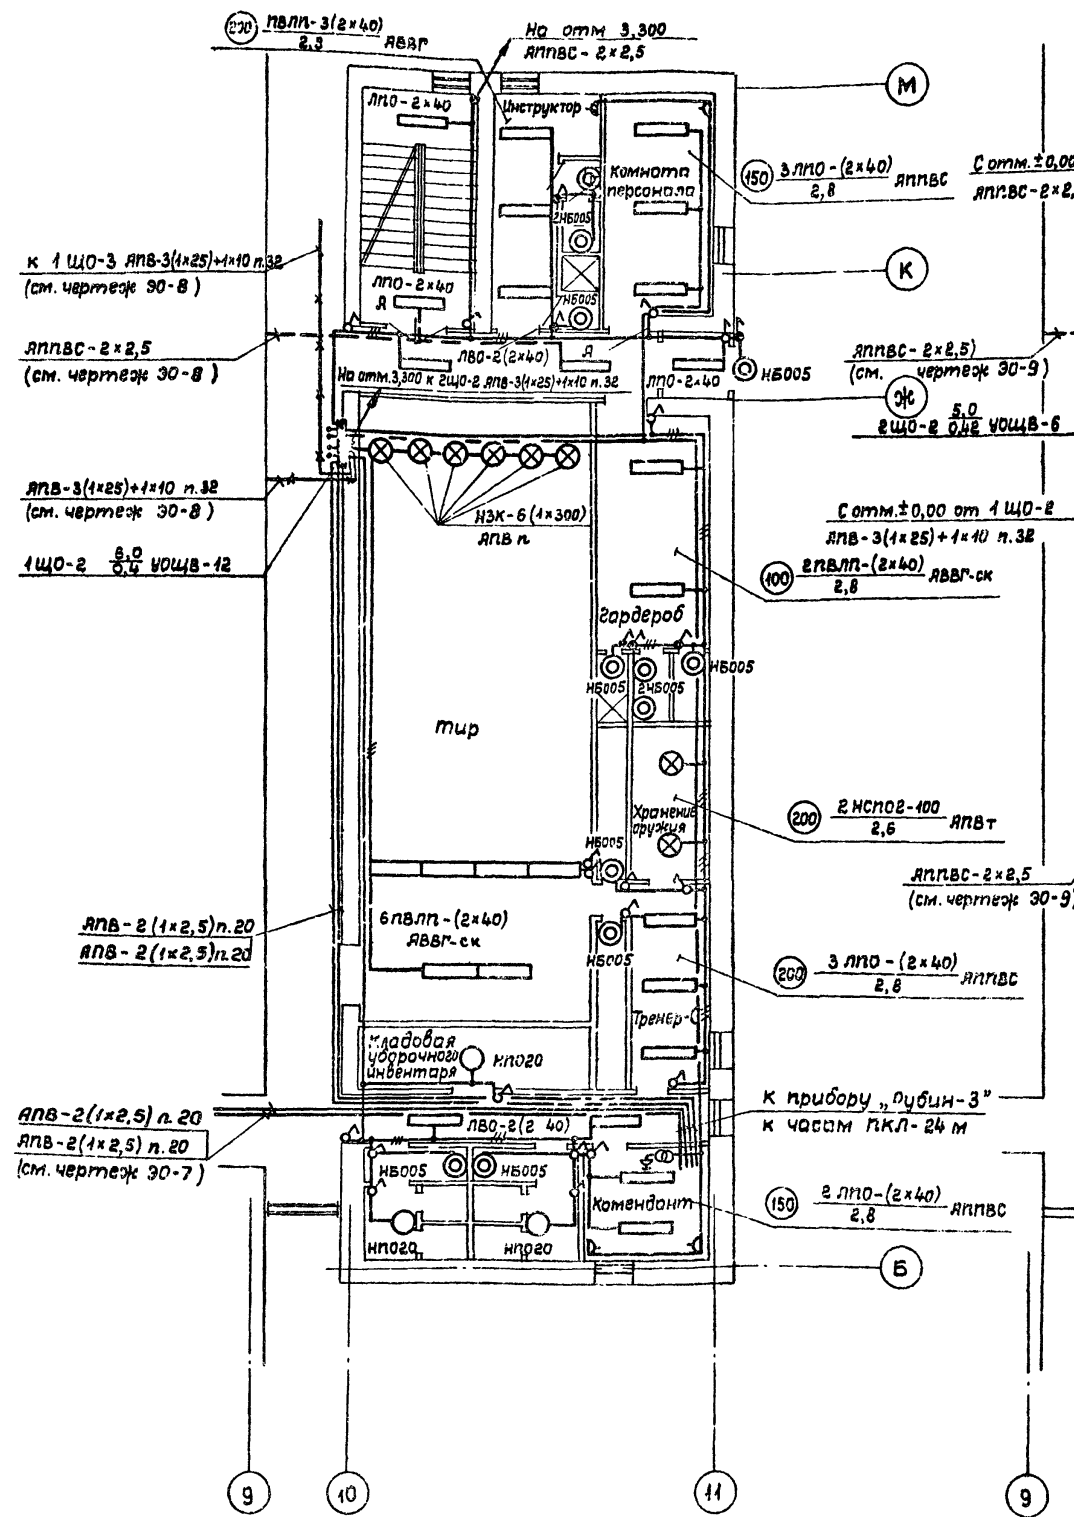 200 ПВЛП-3(2×40)
2,9 АВВГ
На отм 3,300
АППВС-2×2,5
М
ЛПО-2×40
Инструктор
Комната
персонала
150 3 ЛПО-(2×40)
2,8 АППВС
С отм. ±0,00
АППВС-2×2,
2НБ005
К
к 1 ЩО-3 АПВ-3(1×25)+1×10 п.32
(см. чертеж ЭО-8)
ЛПО-2×40
А
НБ005
АППВС-2×2,5
(см. чертеж ЭО-8)
ЛВО-2(2×40)
А
ЛПО-2×40
НБ005
АППВС-2×2,5)
(см. чертеж ЭО-9)
На отм.3,300 к 2ЩО-2 АПВ-3(1×25)+1×10 п.32
Ж
2ЩО-2 5,0
0,42 УОЩВ-6
АПВ-3(1×25)+1×10 п.32
(см. чертеж ЭО-8)
НЗК-6(1×300)
АПВ п
С отм.±0,00 от 1 ЩО-2
АПВ-3(1×25)+1×10 п.32
1ЩО-2 6,0
0,4 УОЩВ-12
100 2ПВЛП-(2×40)
2,8 АВВГ-ск
Гардероб
НБ005
НБ005
2НБ005
Тир
Хранение
оружия
200 2 НСП02-100
2,6 АПВт
НБ005
АППВС-2×2,5
(см. чертеж ЭО-9)
АПВ-2(1×2,5)п.20
АПВ-2(1×2,5)п.20
6ПВЛП-(2×40)
АВВГ-ск
НБ005
200 3 ЛПО-(2×40)
2,8 АППВС
Тренер
Кладовая
уборочного
инвентаря
НПО20
К прибору „Рубин-3"
к часам ПКЛ-24 м
АПВ-2(1×2,5) п.20
АПВ-2(1×2,5) п.20
(см. чертеж ЭО-7)
ЛВО-2(2 40)
НБ005
НБ005
Комендант
150 2 ЛПО-(2×40)
2,8 АППВС
НПО20
НПО20
Б
9
10
11
9